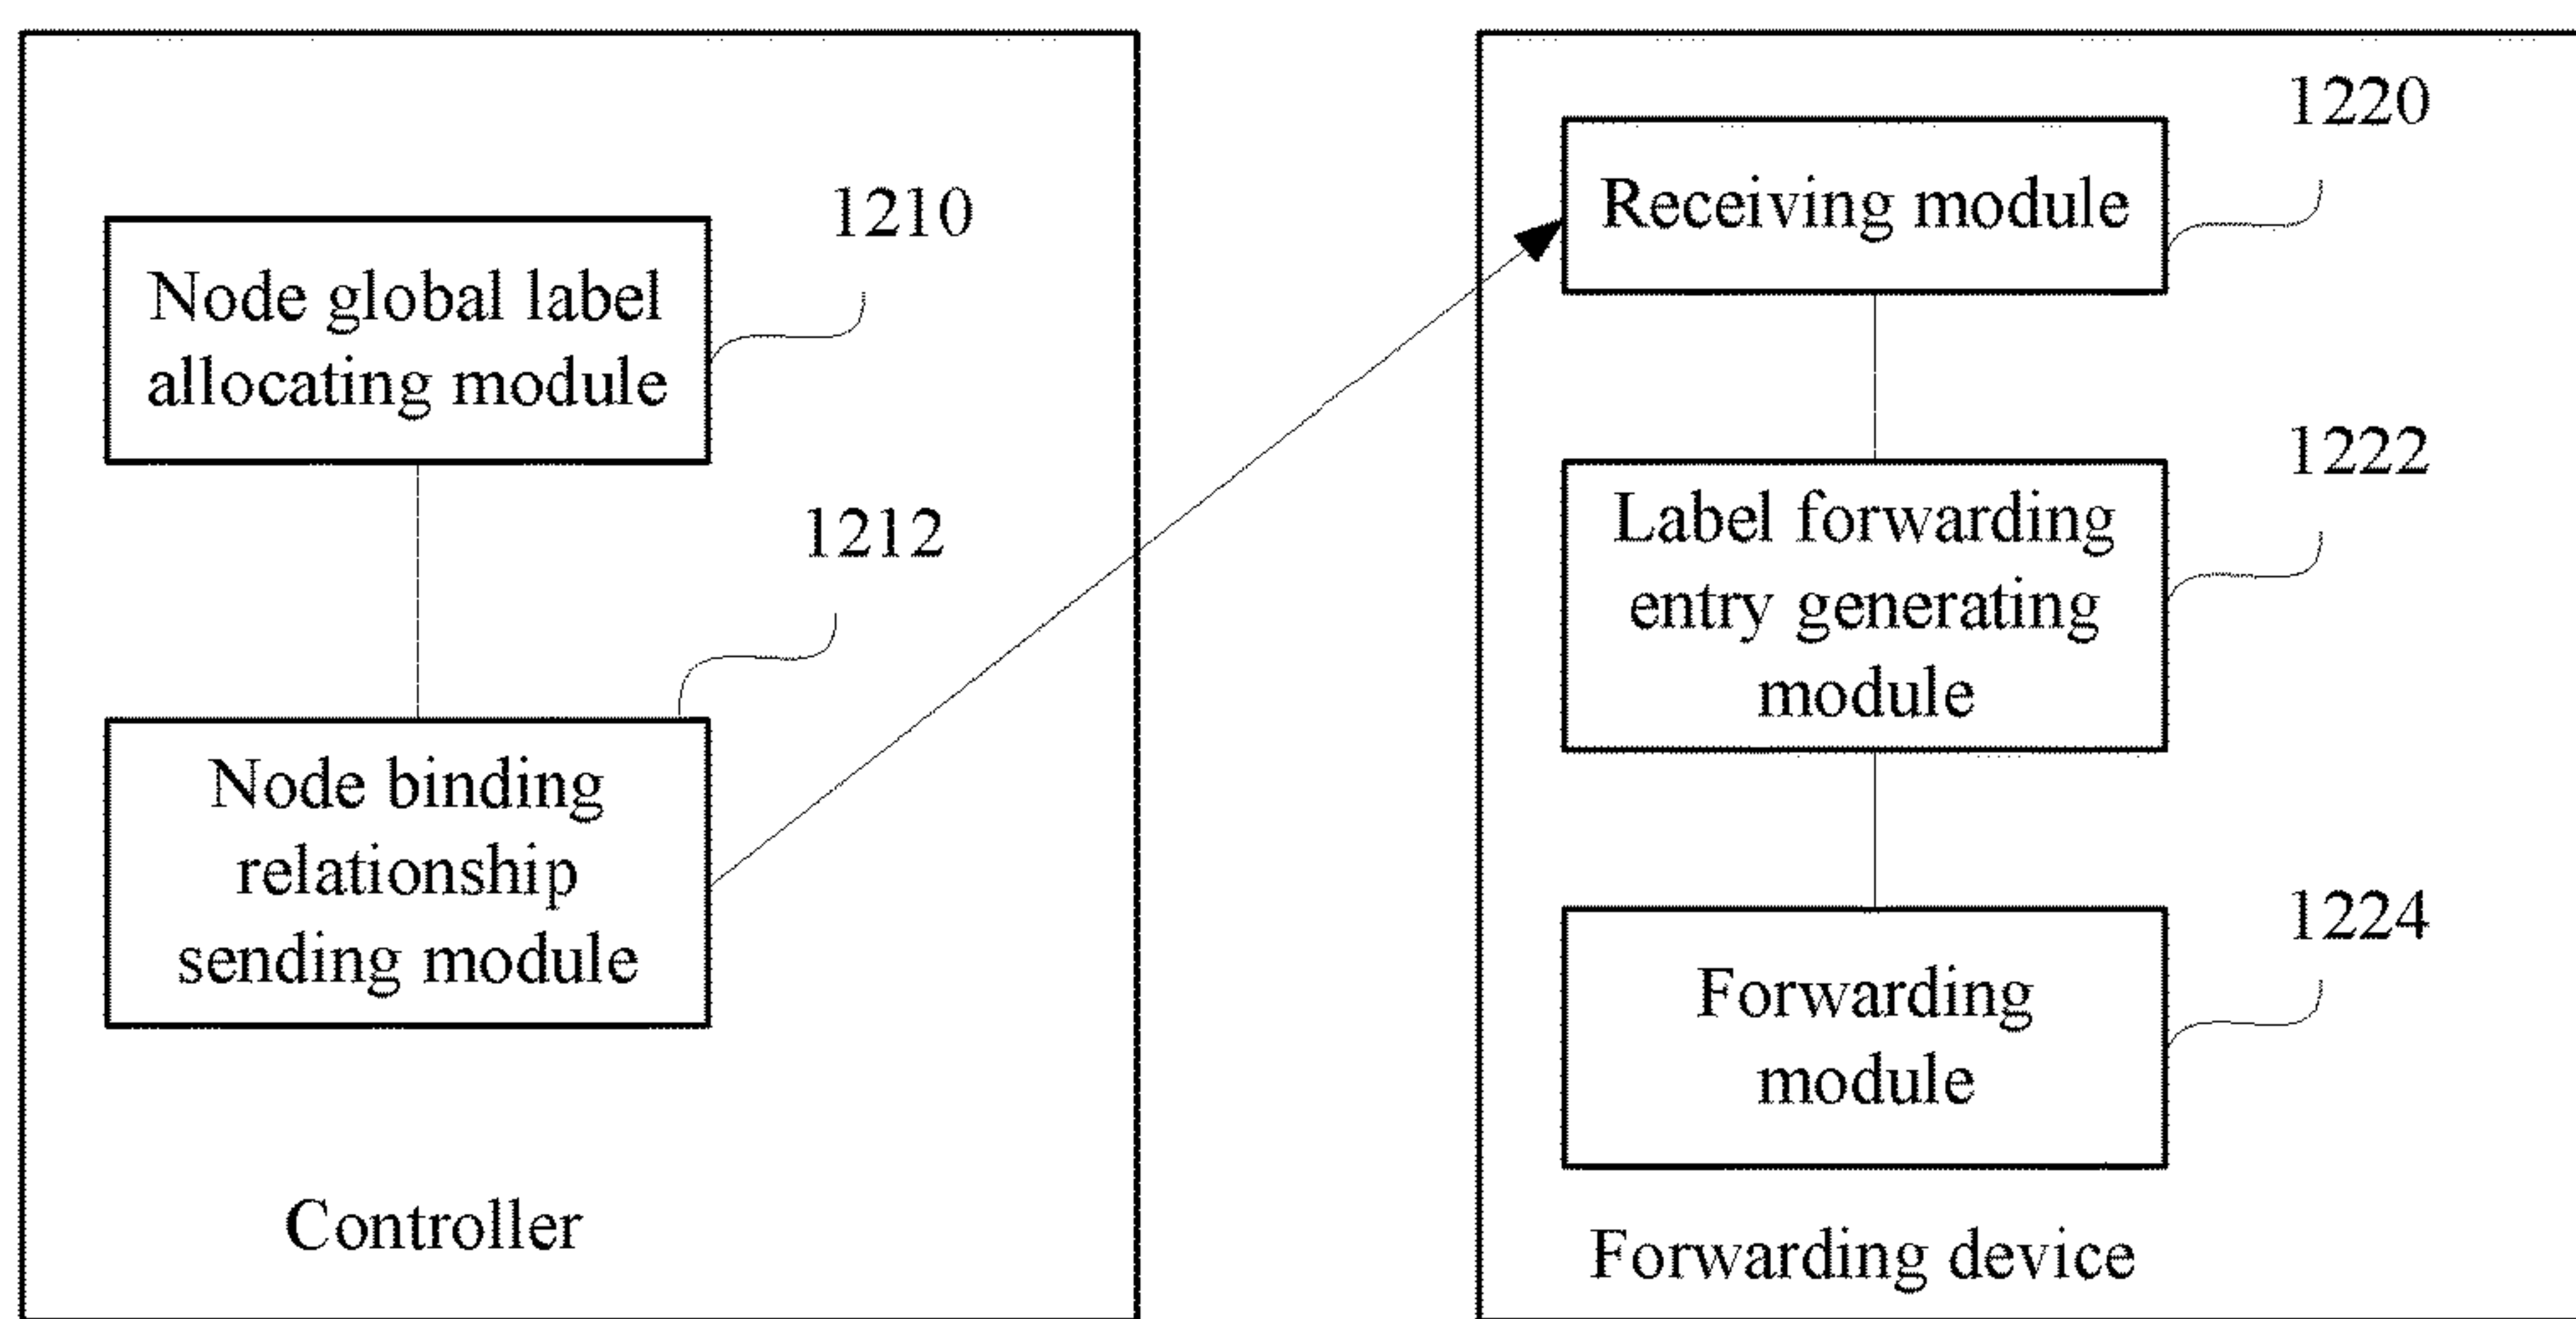 1210
Node global label
allocating module
1212
Node binding
relationship
sending module
Controller
1220
Receiving module
1222
Label forwarding
entry generating
module
1224
Forwarding
module
Forwarding device